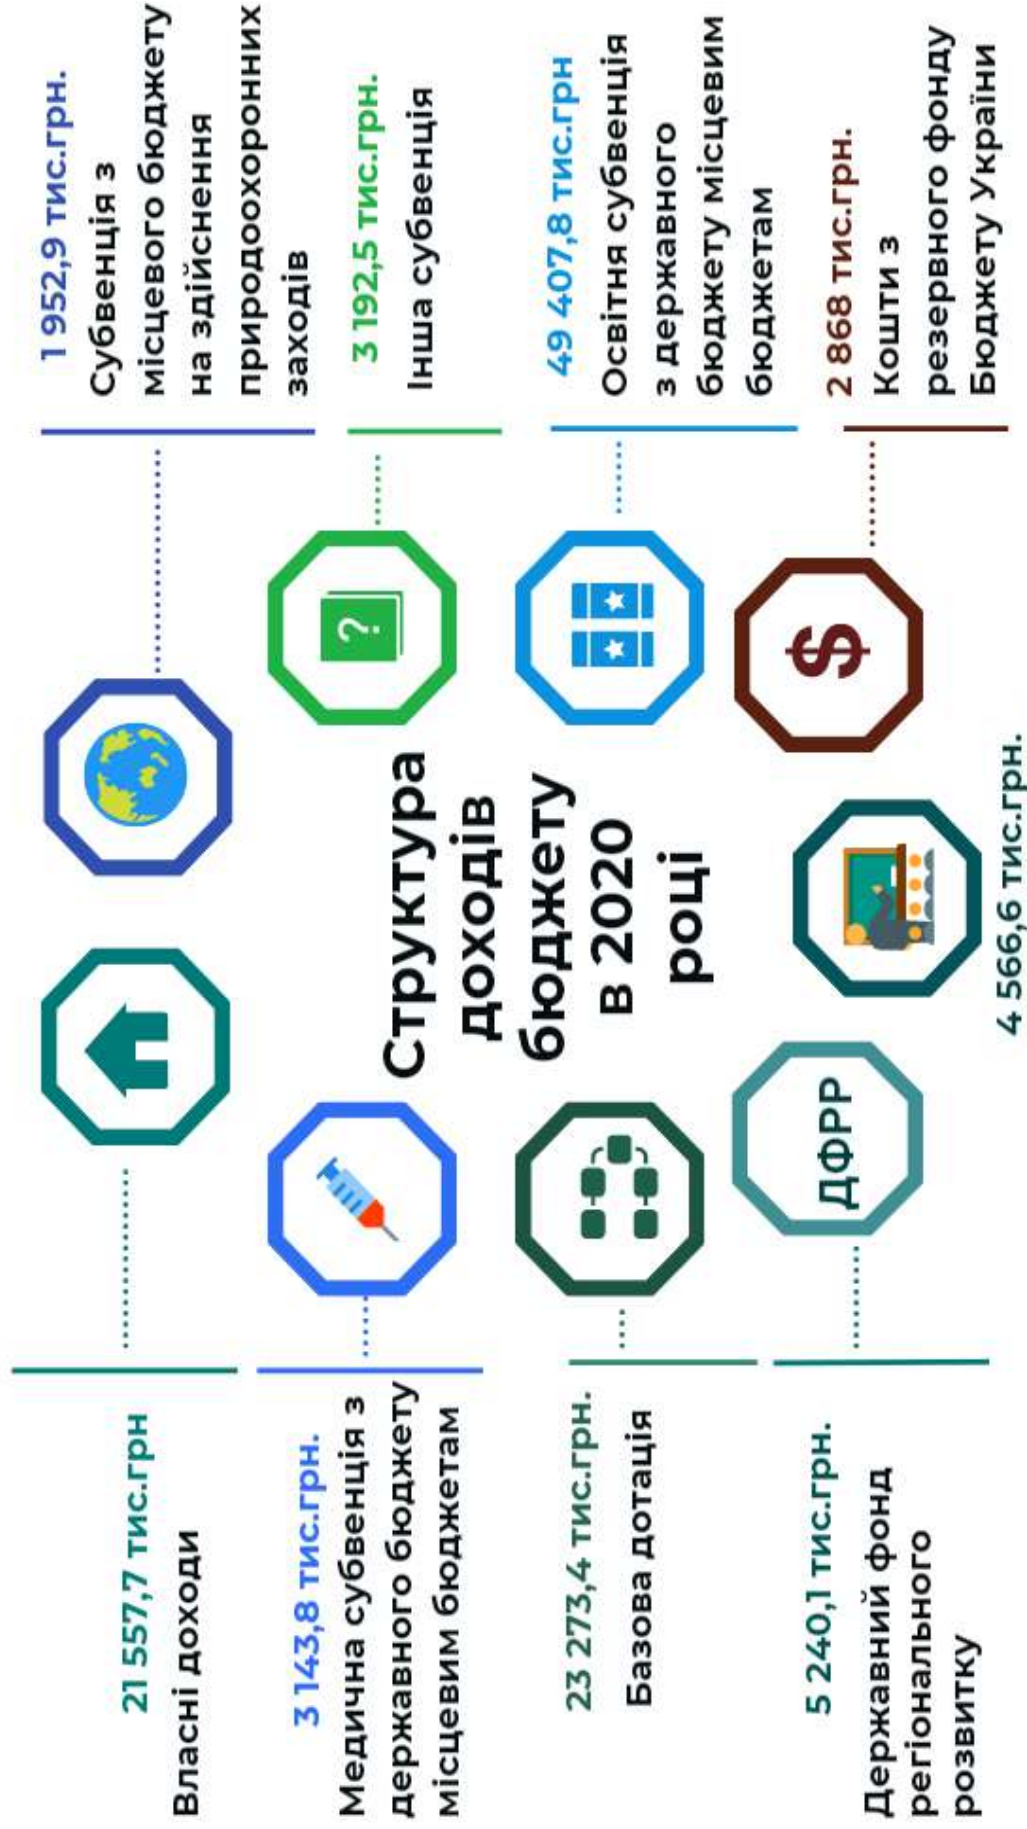 Структура
доходів
бюджету
в 2020
році
21 557,7 тис.грн
Власні доходи
3 143,8 тис.грн.
Медична субвенція з
державного бюджету
місцевим бюджетам
23 273,4 тис.грн.
Базова дотація
5 240,1 тис.грн.
Державний фонд
регіонального
розвитку
ДФРР
4 566,6 тис.грн.
1 952,9 тис.грн.
Субвенція з
місцевого бюджету
на здійснення
природоохоронних
заходів
3 192,5 тис.грн.
Інша субвенція
?
49 407,8 тис.грн
Освітня субвенція
з державного
бюджету місцевим
бюджетам
2 868 тис.грн.
Кошти з
резервного фонду
Бюджету України
$